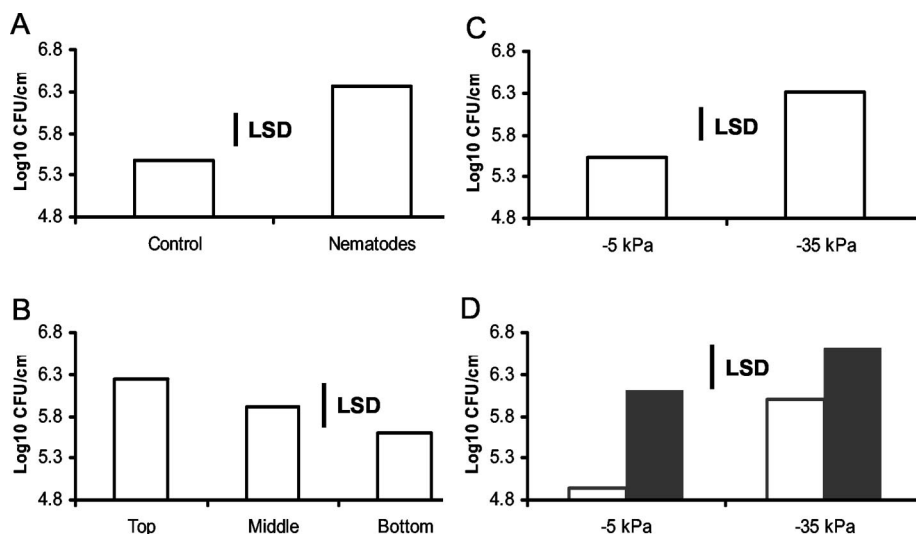 A
Log10 CFU/cm
6.8
6.3
5.8
5.3
4.8
LSD
Control
Nematodes
C
Log10 CFU/cm
6.8
6.3
5.8
5.3
4.8
LSD
-5 kPa
-35 kPa
B
Log10 CFU/cm
6.8
6.3
5.8
5.3
4.8
LSD
Top
Middle
Bottom
D
Log10 CFU/cm
6.8
6.3
5.8
5.3
4.8
LSD
-5 kPa
-35 kPa